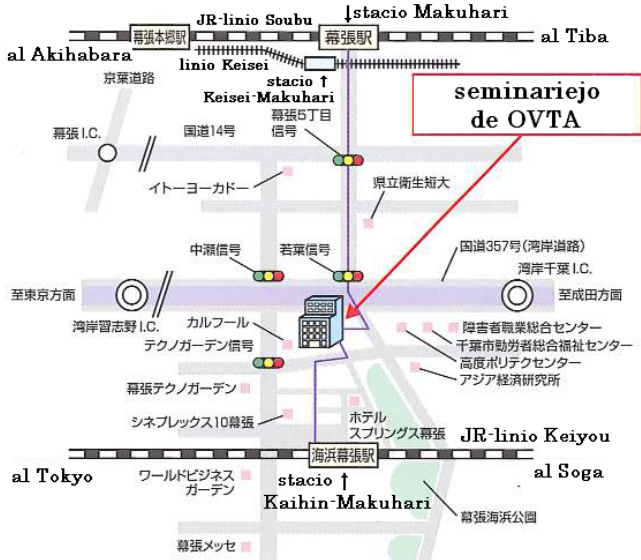 ↓stacio Makuhari
JR-linio Soubu
幕張本郷駅
幕張駅
al Akihabara
al Tiba
linio Keisei
stacio ↑
Keisei-Makuhari
京葉道路
seminariejo
de OVTA
幕張5丁目
信号
幕張 I.C.
国道14号
イトーヨーカドー
県立衛生短大
中瀬信号
若葉信号
国道357号(湾岸道路)
湾岸千葉 I.C.
至東京方面
至成田方面
湾岸習志野 I.C.
カルフール
テクノガーデン信号
障害者職業総合センター
千葉市勤労者総合福祉センター
高度ポリテクセンター
アジア経済研究所
幕張テクノガーデン
シネプレックス10幕張
ホテル
スプリングス幕張
JR-linio Keiyou
海浜幕張駅
al Tokyo
al Soga
ワールドビジネス
ガーデン
stacio ↑
Kaihin-Makuhari
幕張海浜公園
幕張メッセ